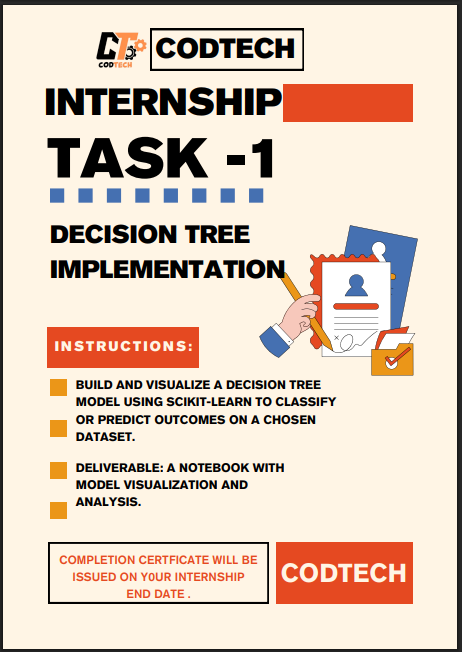 CT
CODTECH
CODTECH
INTERNSHIP
TASK -1
DECISION TREE
IMPLEMENTATION
INSTRUCTIONS:
BUILD AND VISUALIZE A DECISION TREE
MODEL USING SCIKIT-LEARN TO CLASSIFY
OR PREDICT OUTCOMES ON A CHOSEN
DATASET.
DELIVERABLE: A NOTEBOOK WITH
MODEL VISUALIZATION AND
ANALYSIS.
COMPLETION CERTFICATE WILL BE
ISSUED ON Y0UR INTERNSHIP
END DATE .
CODTECH